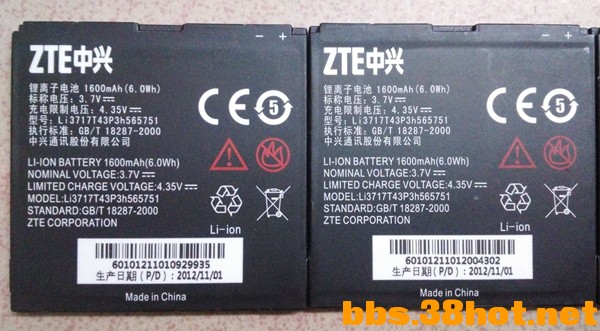 ZTE中兴
锂离子电池 1600mAh(6.0Wh)
标称电压: 3.7V
充电限制电压: 4.35V
型号: Li3717T43P3h565751
执行标准: GB/T 18287-2000
中兴通讯股份有限公司
LI-ION BATTERY 1600mAh(6.0Wh)
NOMINAL VOLTAGE:3.7V
LIMITED CHARGE VOLTAGE:4.35V
MODEL:Li3717T43P3h565751
STANDARD:GB/T 18287-2000
ZTE CORPORATION
CE
5
Li-ion
60101211010929935
生产日期 (P/D) : 2012/11/01
Made in China
ZTE中兴
锂离子电池 1600mAh(6.0Wh)
标称电压: 3.7V
充电限制电压: 4.35V
型号: Li3717T43P3h565751
执行标准: GB/T 18287-2000
中兴通讯股份有限公司
LI-ION BATTERY 1600mAh(6.0Wh)
NOMINAL VOLTAGE:3.7V
LIMITED CHARGE VOLTAGE:4.35V
MODEL:Li3717T43P3h565751
STANDARD:GB/T 18287-2000
ZTE CORPORATION
CE
5
Li-ion
60101211012004302
生产日期 (P/D) : 2012/11/01
Made in China
bbs.38hot.net